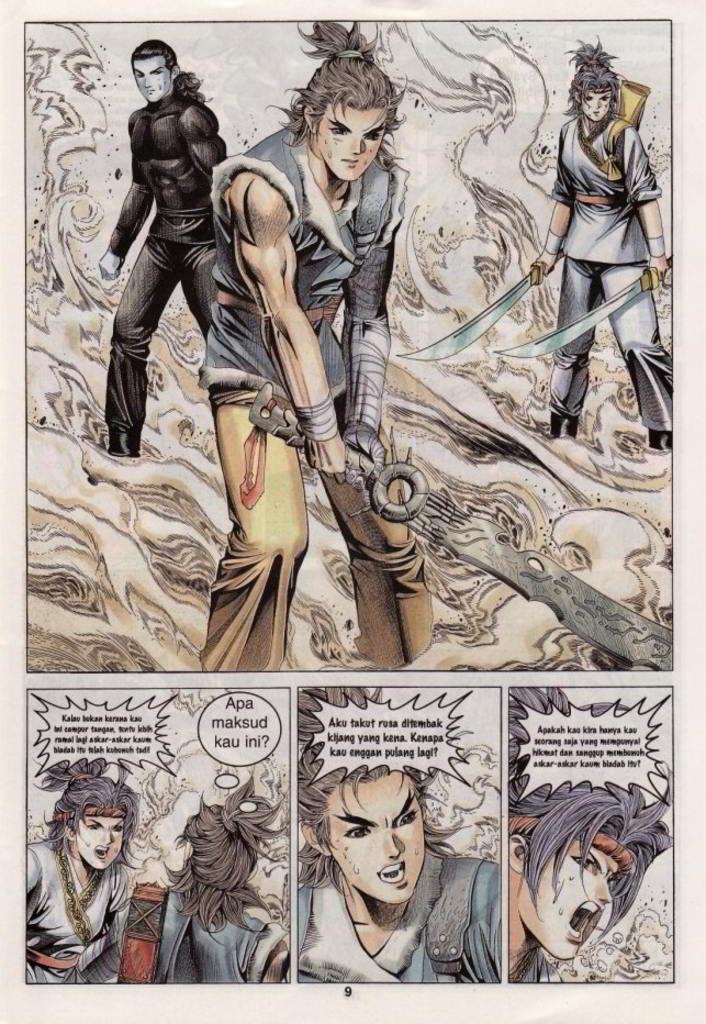 Kalau bukan kerana kau
ini campur tangan, tentu lebih
ramai lagi askar-askar kaum
biadab itu telah kubunuh tadi!
Apa
maksud
kau ini?
Aku takut rusa ditembak
kijang yang kena. Kenapa
kau enggan pulang lagi?
Apakah kau kira hanya kau
seorang saja yang mempunyai
hikmat dan sanggup membunuh
askar-askar kaum biadab itu?
9